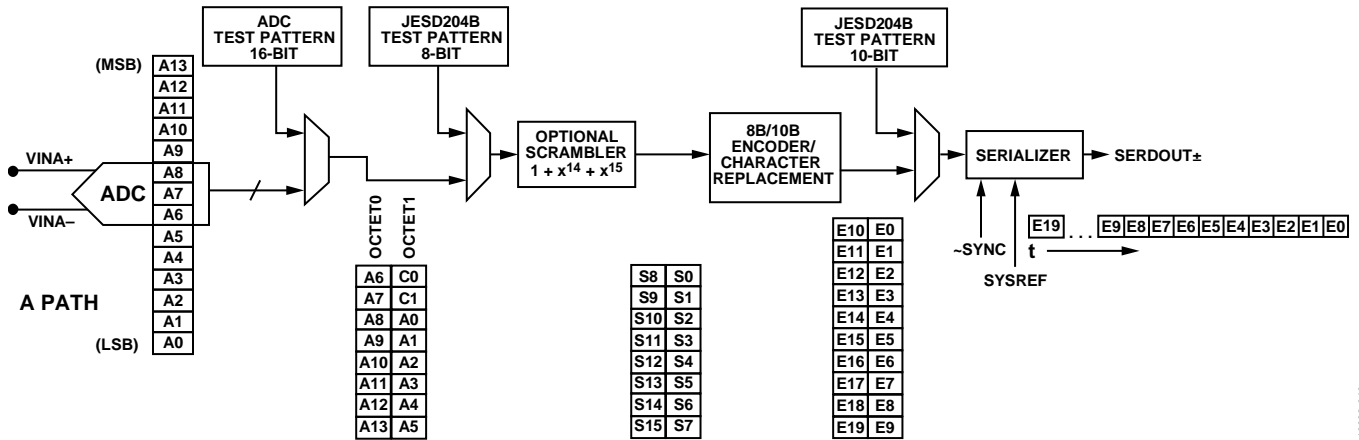 ADC
TEST PATTERN
16-BIT
JESD204B
TEST PATTERN
8-BIT
JESD204B
TEST PATTERN
10-BIT
(MSB)
A13
A12
A11
A10
A9
A8
A7
A6
A5
A4
A3
A2
A1
A0
(LSB)
VINA+
ADC
VINA–
A PATH
OPTIONAL
SCRAMBLER
1 + x14 + x15
8B/10B
ENCODER/
CHARACTER
REPLACEMENT
SERIALIZER
SERDOUT±
~SYNC
SYSREF
E19 . . . E9 E8 E7 E6 E5 E4 E3 E2 E1 E0
t
OCTET0
OCTET1
A6 C0
A7 C1
A8 A0
A9 A1
A10 A2
A11 A3
A12 A4
A13 A5
S8 S0
S9 S1
S10 S2
S11 S3
S12 S4
S13 S5
S14 S6
S15 S7
E10 E0
E11 E1
E12 E2
E13 E3
E14 E4
E15 E5
E16 E6
E17 E7
E18 E8
E19 E9